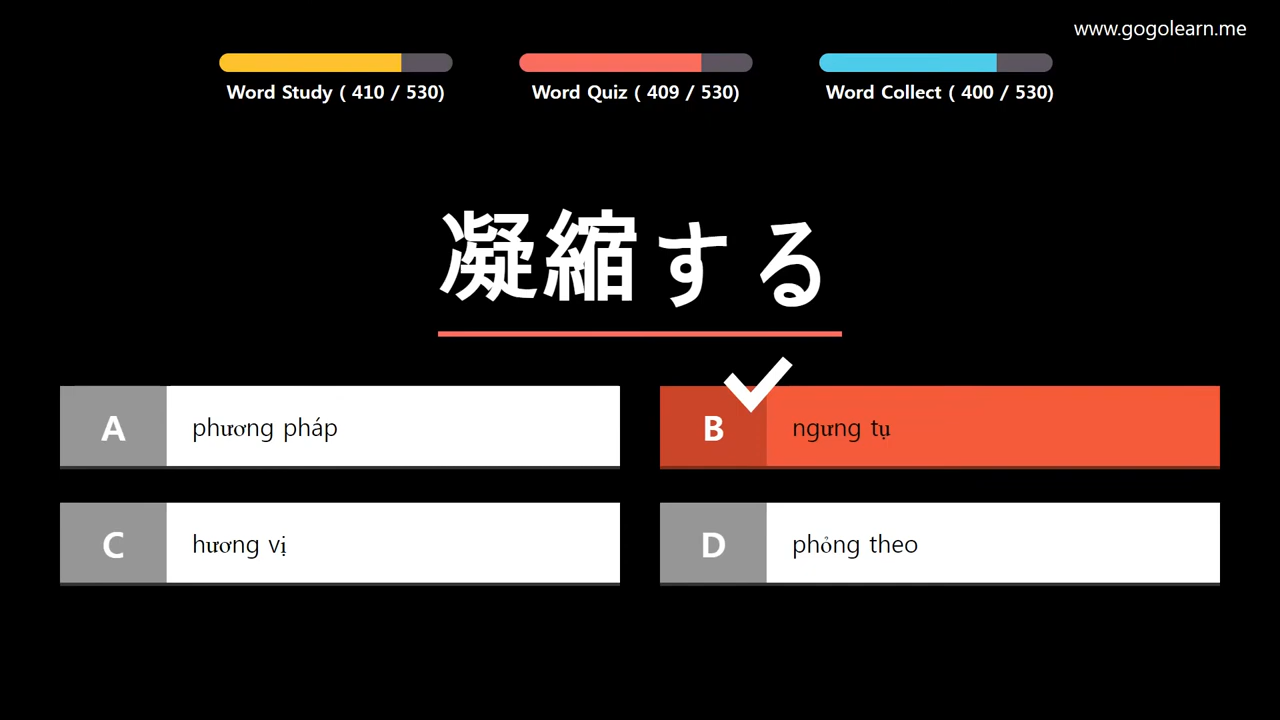 www.gogolearn.me
Word Study ( 410 / 530)
Word Quiz ( 409 / 530)
Word Collect ( 400 / 530)
凝縮する
A phương pháp
B ngưng tụ
C hương vị
D phỏng theo